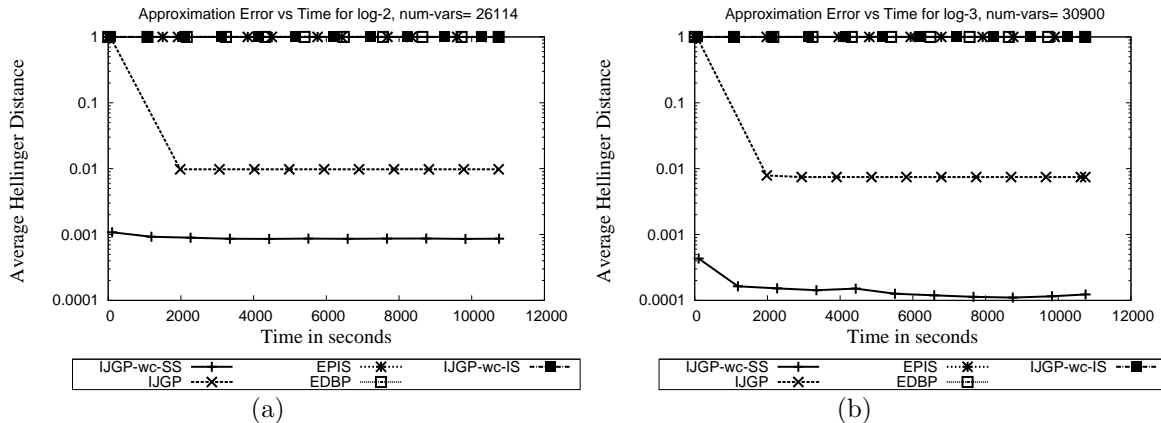 Approximation Error vs Time for log-2, num-vars= 26114
Average Hellinger Distance
1
0.1
0.01
0.001
0.0001
0 2000 4000 6000 8000 10000 12000
Time in seconds
IJGP-wc-SS EPIS IJGP-wc-IS
IJGP EDBP
(a)
Approximation Error vs Time for log-3, num-vars= 30900
Average Hellinger Distance
1
0.1
0.01
0.001
0.0001
0 2000 4000 6000 8000 10000 12000
Time in seconds
IJGP-wc-SS EPIS IJGP-wc-IS
IJGP EDBP
(b)